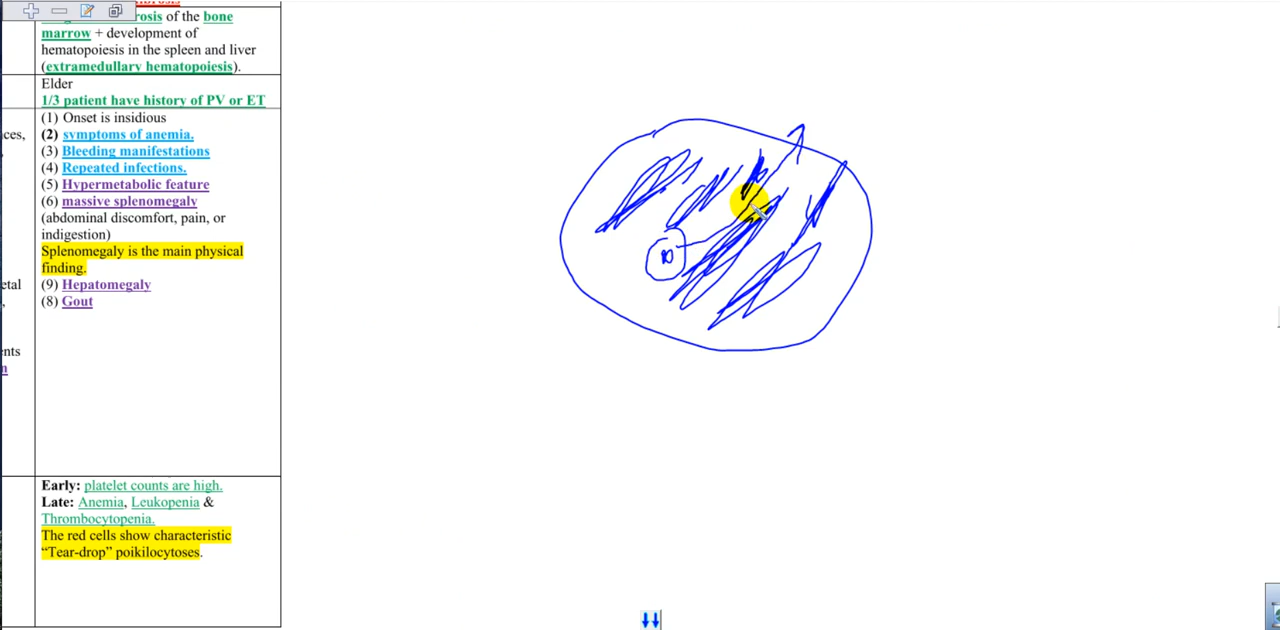 rosis of the bone
marrow + development of
hematopoiesis in the spleen and liver
(extramedullary hematopoiesis).
Elder
1/3 patient have history of PV or ET
(1) Onset is insidious
(2) symptoms of anemia.
(3) Bleeding manifestations
(4) Repeated infections.
(5) Hypermetabolic feature
(6) massive splenomegaly
(abdominal discomfort, pain, or
indigestion)
Splenomegaly is the main physical
finding.
(9) Hepatomegaly
(8) Gout
Early: platelet counts are high.
Late: Anemia, Leukopenia &
Thrombocytopenia.
The red cells show characteristic
“Tear-drop” poikilocytoses.